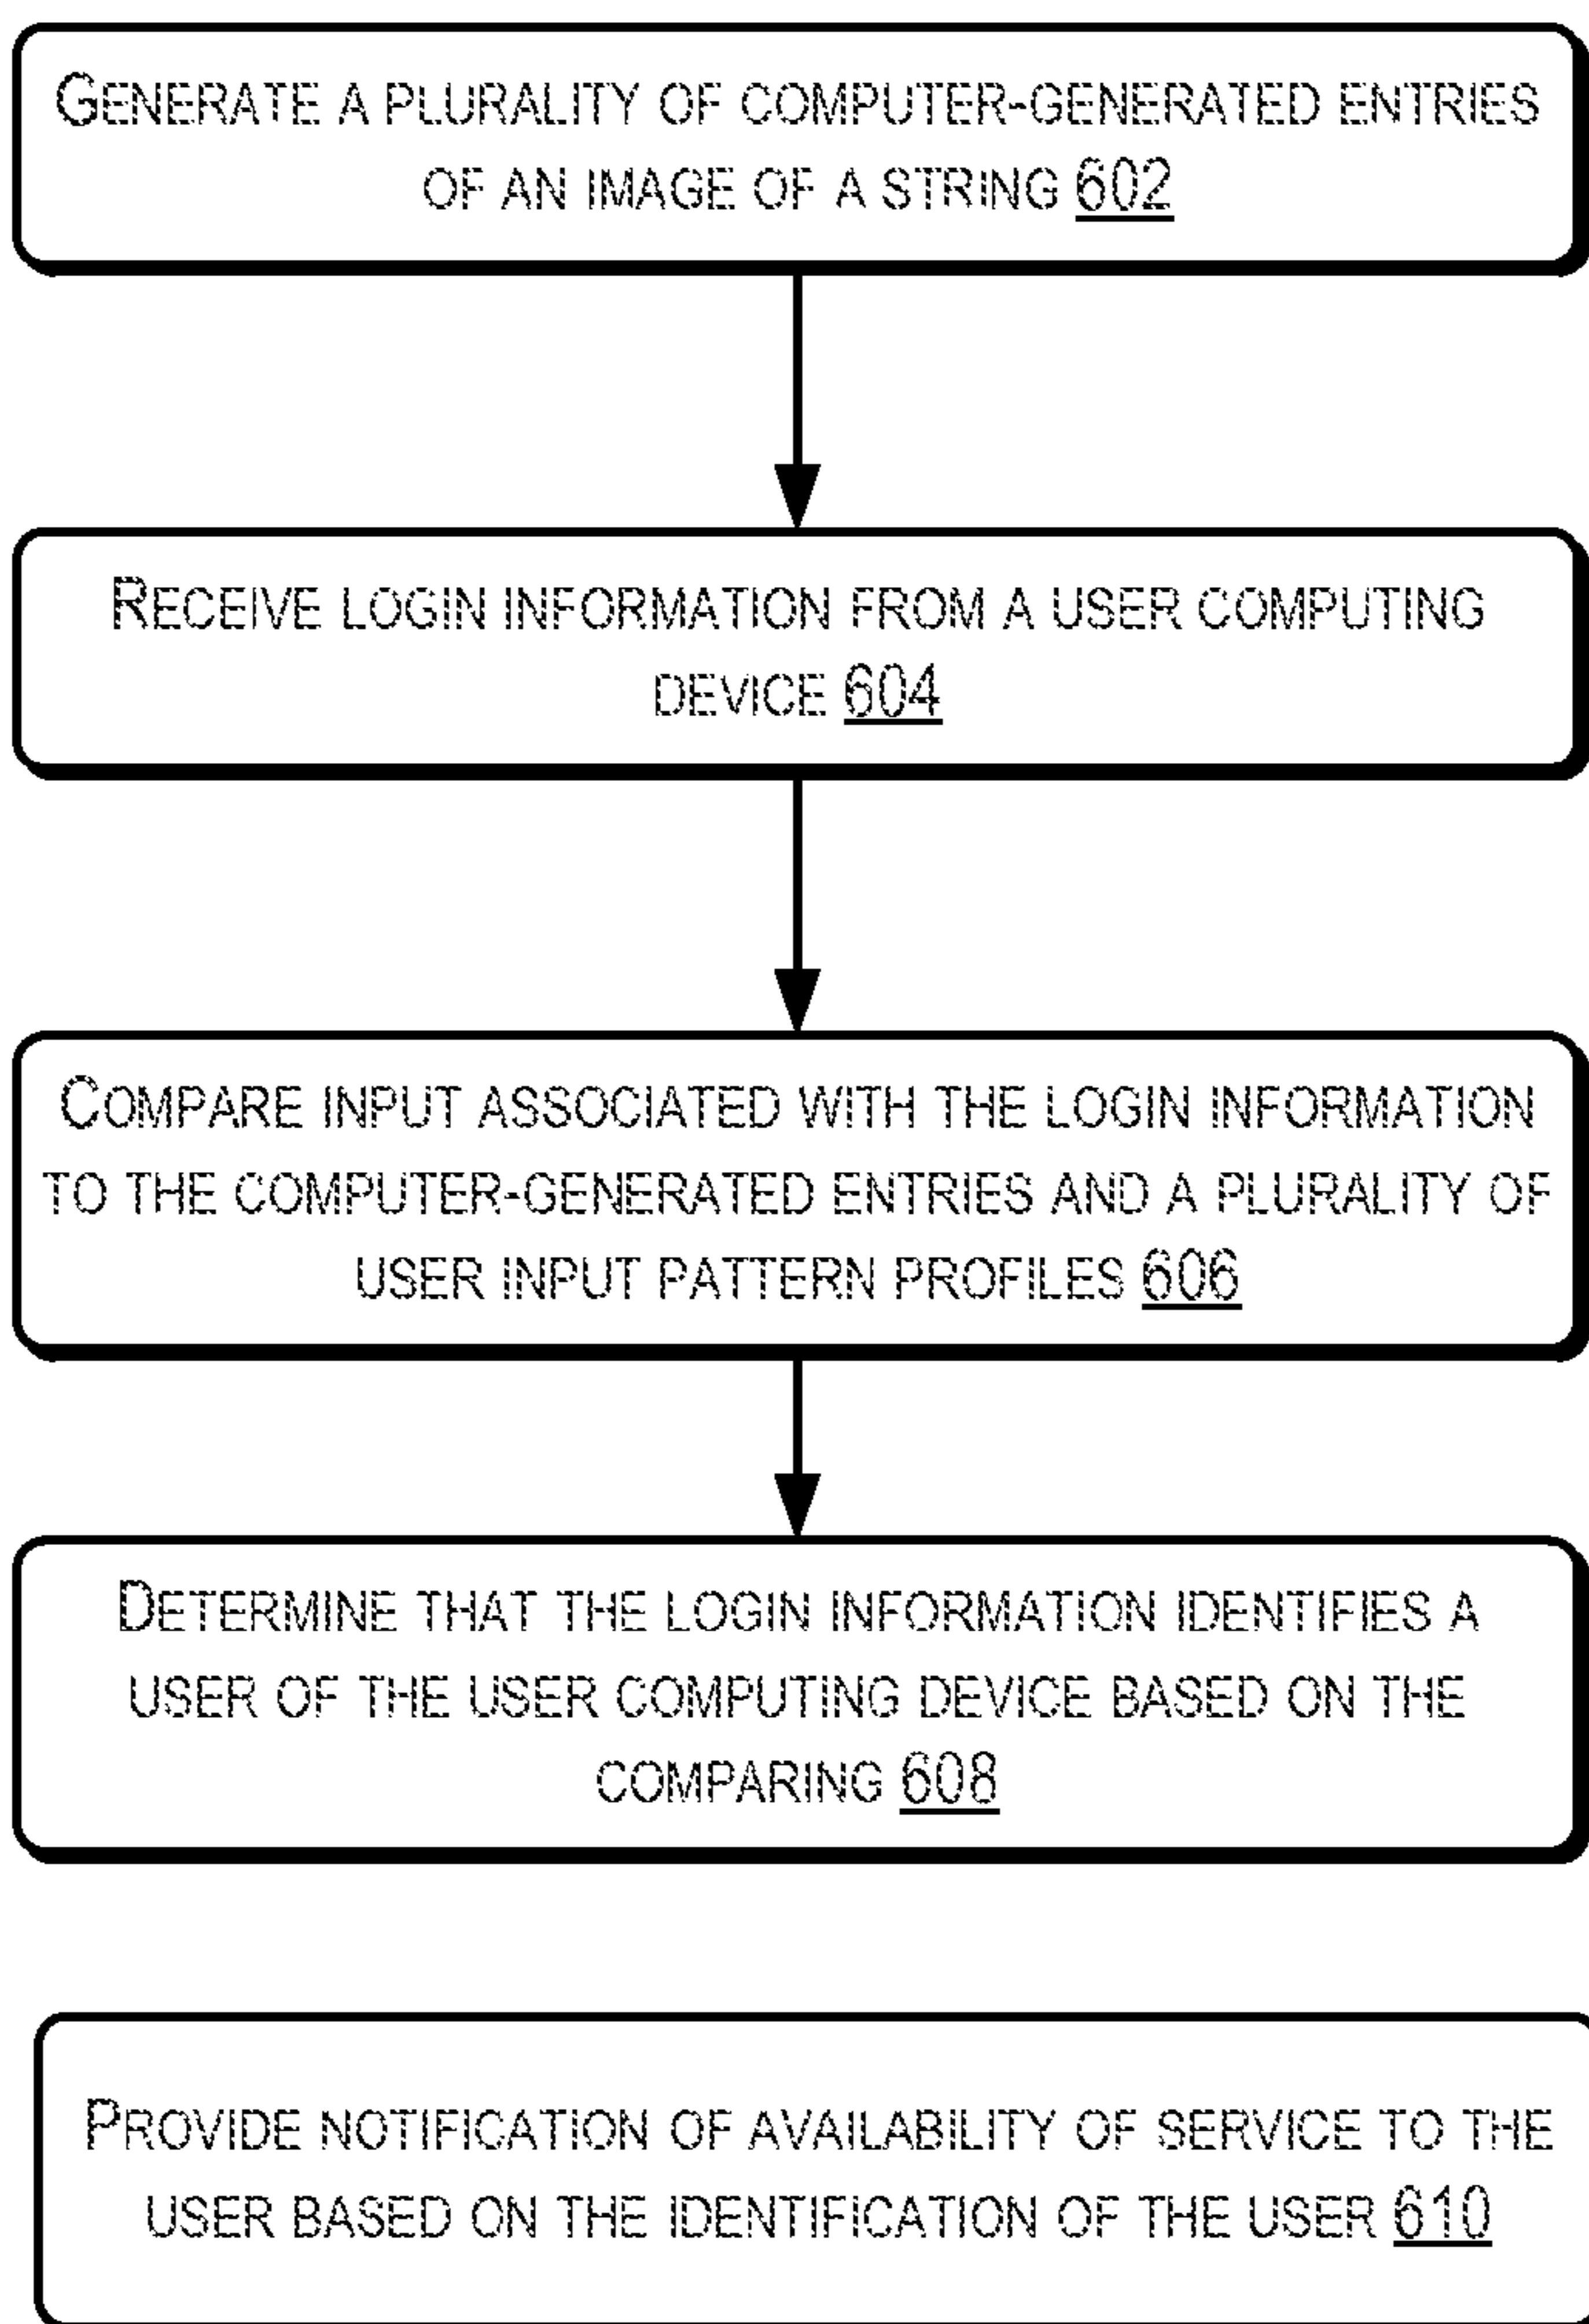 GENERATE A PLURALITY OF COMPUTER-GENERATED ENTRIES
OF AN IMAGE OF A STRING 602
RECEIVE LOGIN INFORMATION FROM A USER COMPUTING
DEVICE 604
COMPARE INPUT ASSOCIATED WITH THE LOGIN INFORMATION
TO THE COMPUTER-GENERATED ENTRIES AND A PLURALITY OF
USER INPUT PATTERN PROFILES 606
DETERMINE THAT THE LOGIN INFORMATION IDENTIFIES A
USER OF THE USER COMPUTING DEVICE BASED ON THE
COMPARING 608
PROVIDE NOTIFICATION OF AVAILABILITY OF SERVICE TO THE
USER BASED ON THE IDENTIFICATION OF THE USER 610